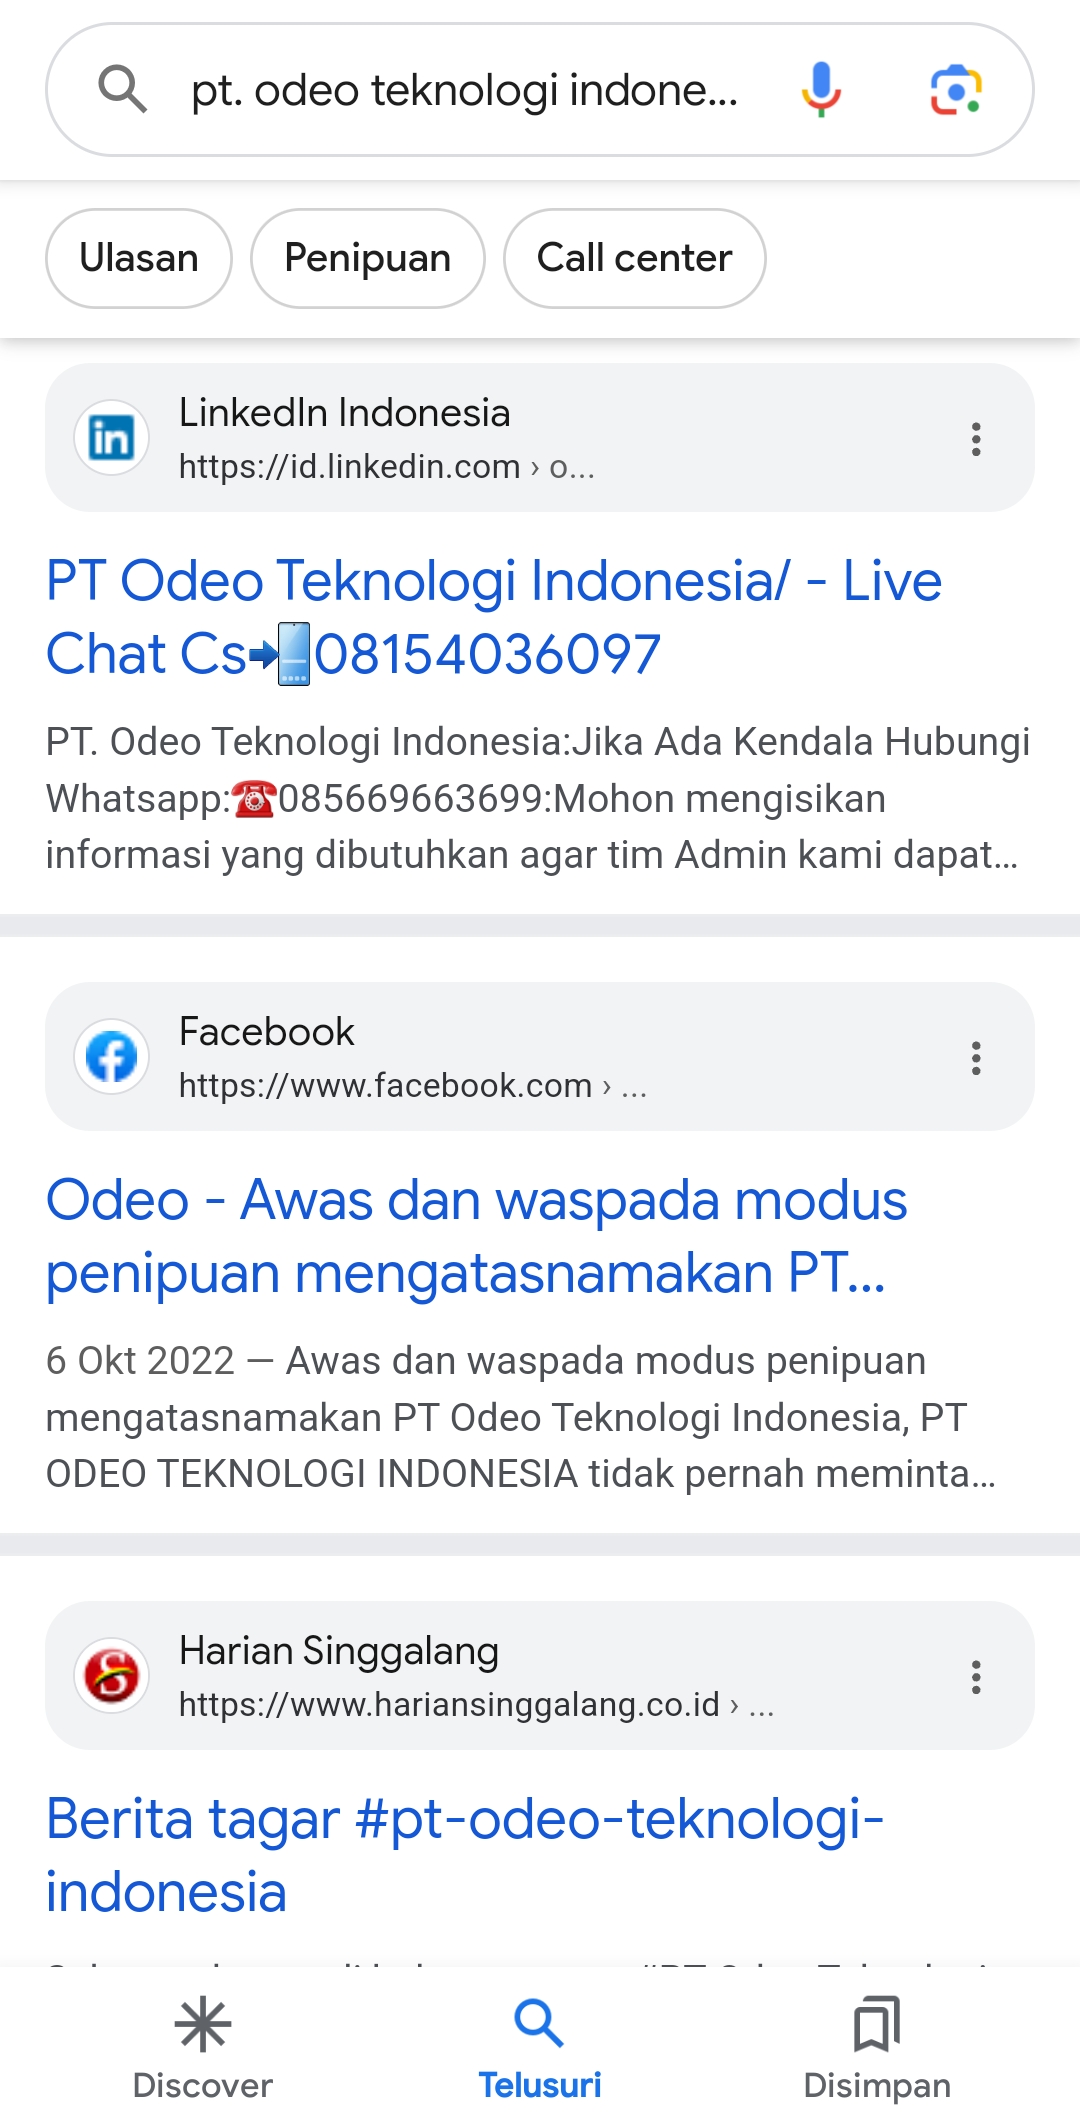 pt. odeo teknologi indone...
Ulasan
Penipuan
Call center
LinkedIn Indonesia
https://id.linkedin.com › o...
PT Odeo Teknologi Indonesia/ - Live
Chat Cs📲08154036097
PT. Odeo Teknologi Indonesia:Jika Ada Kendala Hubungi
Whatsapp:☎️085669663699:Mohon mengisikan
informasi yang dibutuhkan agar tim Admin kami dapat...
Facebook
https://www.facebook.com › ...
Odeo - Awas dan waspada modus
penipuan mengatasnamakan PT...
6 Okt 2022 — Awas dan waspada modus penipuan
mengatasnamakan PT Odeo Teknologi Indonesia, PT
ODEO TEKNOLOGI INDONESIA tidak pernah meminta...
Harian Singgalang
https://www.hariansinggalang.co.id › ...
Berita tagar #pt-odeo-teknologi-
indonesia
Discover
Telusuri
Disimpan